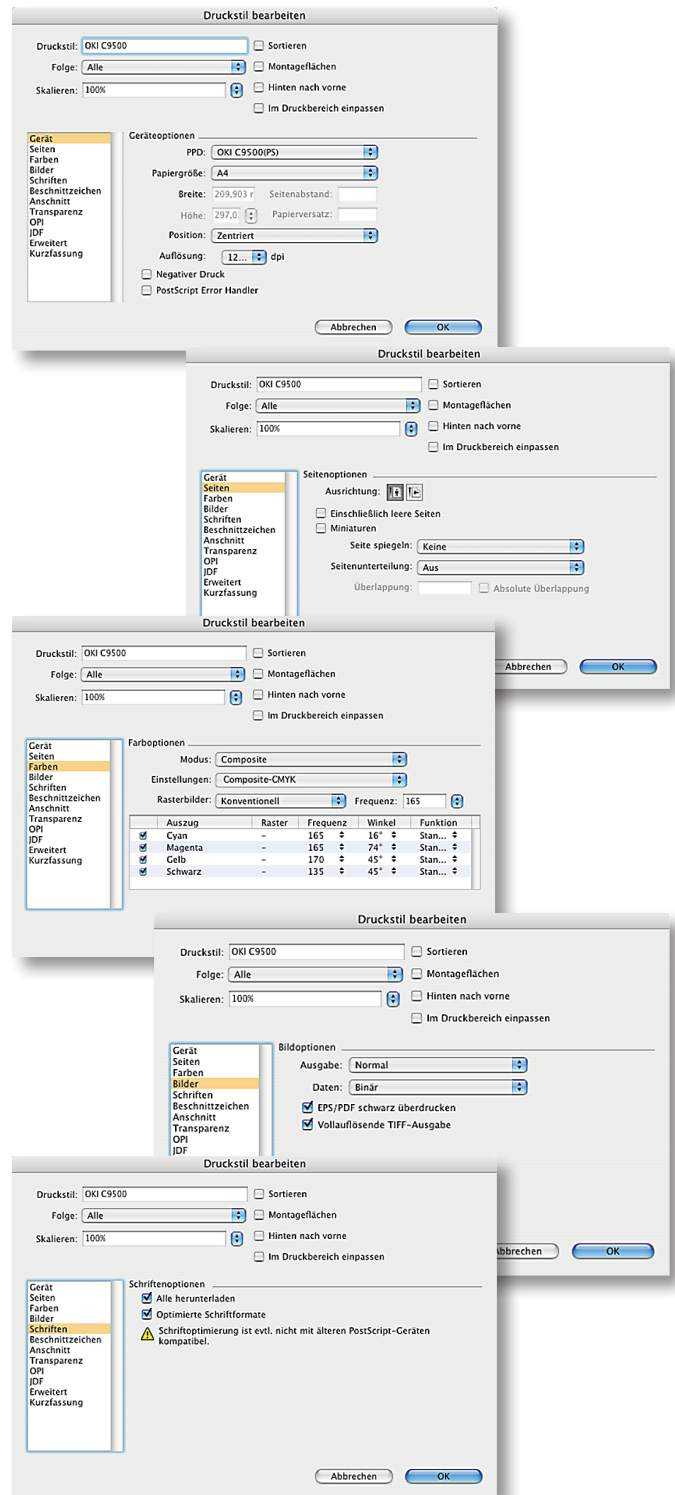 Druckstil bearbeiten
Druckstil: OKI C9500 Sortieren
Folge: Alle Montageflächen
Skalieren: 100% Hinten nach vorne
Im Druckbereich einpassen
Gerät
Seiten
Farben
Bilder
Schriften
Beschnittzeichen
Anschnitt
Transparenz
OPI
JDF
Erweitert
Kurzfassung
Geräteoptionen
PPD: OKI C9500(PS)
Papiergröße: A4
Breite: 209,903 r Seitenabstand:
Höhe: 297,0 Papierversatz:
Position: Zentriert
Auflösung: 12... dpi
Negativer Druck
PostScript Error Handler
Abbrechen OK
Druckstil bearbeiten
Druckstil: OKI C9500 Sortieren
Folge: Alle Montageflächen
Skalieren: 100% Hinten nach vorne
Im Druckbereich einpassen
Gerät
Seiten
Farben
Bilder
Schriften
Beschnittzeichen
Anschnitt
Transparenz
OPI
JDF
Erweitert
Kurzfassung
Seitenoptionen
Ausrichtung:
Einschließlich leere Seiten
Miniaturen
Seite spiegeln: Keine
Seitenunterteilung: Aus
Überlappung: Absolute Überlappung
Abbrechen OK
Druckstil bearbeiten
Druckstil: OKI C9500 Sortieren
Folge: Alle Montageflächen
Skalieren: 100% Hinten nach vorne
Im Druckbereich einpassen
Gerät
Seiten
Farben
Bilder
Schriften
Beschnittzeichen
Anschnitt
Transparenz
OPI
JDF
Erweitert
Kurzfassung
Farboptionen
Modus: Composite
Einstellungen: Composite-CMYK
Rasterbilder: Konventionell Frequenz: 165
Auszug Raster Frequenz Winkel Funktion
Cyan – 165 16° Stan...
Magenta – 165 74° Stan...
Gelb – 170 45° Stan...
Schwarz – 135 45° Stan...
Druckstil bearbeiten
Druckstil: OKI C9500 Sortieren
Folge: Alle Montageflächen
Skalieren: 100% Hinten nach vorne
Im Druckbereich einpassen
Gerät
Seiten
Farben
Bilder
Schriften
Beschnittzeichen
Anschnitt
Transparenz
OPI
JDF
Bildoptionen
Ausgabe: Normal
Daten: Binär
EPS/PDF schwarz überdrucken
Vollauflösende TIFF-Ausgabe
Abbrechen OK
Druckstil bearbeiten
Druckstil: OKI C9500 Sortieren
Folge: Alle Montageflächen
Skalieren: 100% Hinten nach vorne
Im Druckbereich einpassen
Gerät
Seiten
Farben
Bilder
Schriften
Beschnittzeichen
Anschnitt
Transparenz
OPI
JDF
Erweitert
Kurzfassung
Schriftenoptionen
Alle herunterladen
Optimierte Schriftformate
Schriftoptimierung ist evtl. nicht mit älteren PostScript-Geräten
kompatibel.
Abbrechen OK